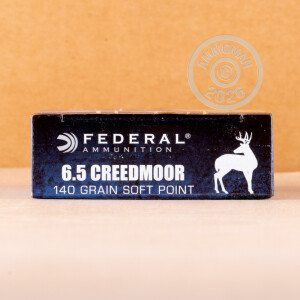 FEDERAL®
AMMUNITION
6.5 CREEDMOOR
140 GRAIN SOFT POINT